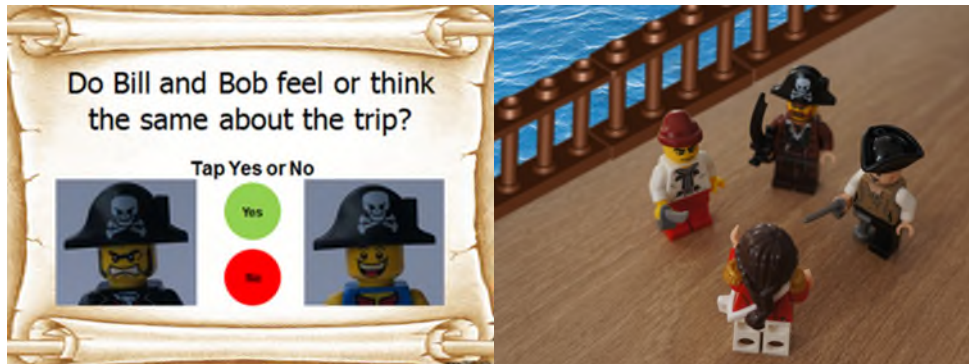 Do Bill and Bob feel or think
the same about the trip?
Tap Yes or No
Yes
No